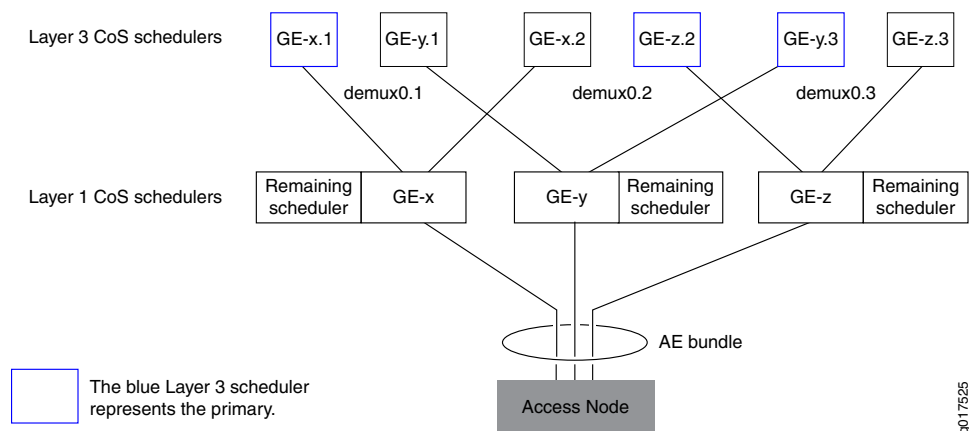 Layer 3 CoS schedulers
GE-x.1
GE-y.1
GE-x.2
GE-z.2
GE-y.3
GE-z.3
demux0.1
demux0.2
demux0.3
Layer 1 CoS schedulers
Remaining
scheduler
GE-x
GE-y
Remaining
scheduler
GE-z
Remaining
scheduler
AE bundle
The blue Layer 3 scheduler
represents the primary.
Access Node
g017525